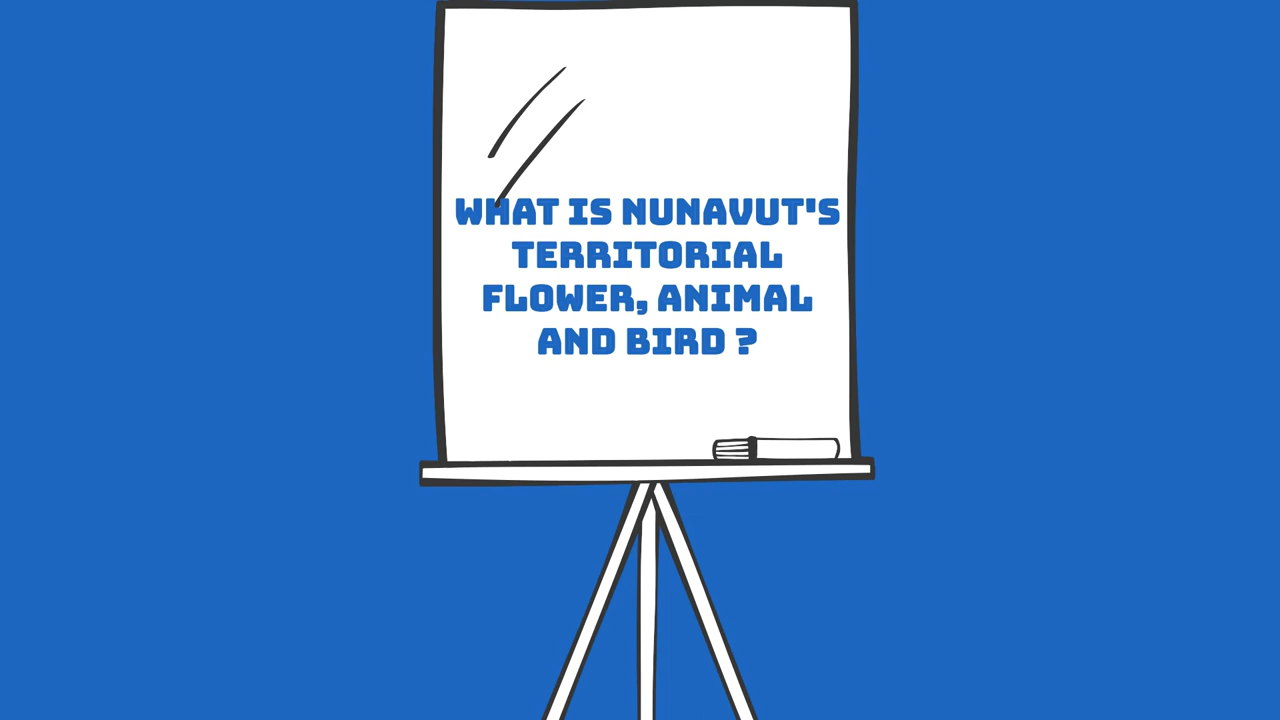 WHAT IS NUNAVUT'S
TERRITORIAL
FLOWER, ANIMAL
AND BIRD ?